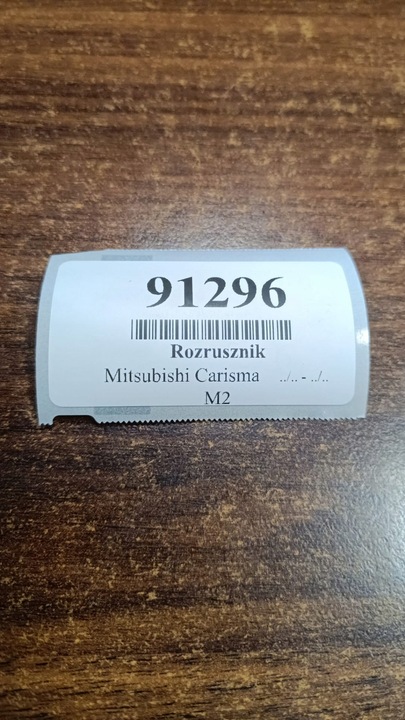 91296
Rozrusznik
Mitsubishi Carisma ../.. - ../..
M2